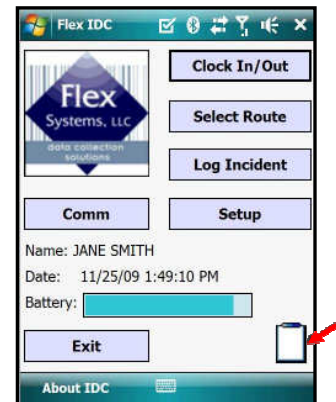 Flex IDC
Clock In/Out
Flex
Systems, LLC
data collection
solutions
Select Route
Log Incident
Comm
Setup
Name: JANE SMITH
Date: 11/25/09 1:49:10 PM
Battery:
Exit
About IDC